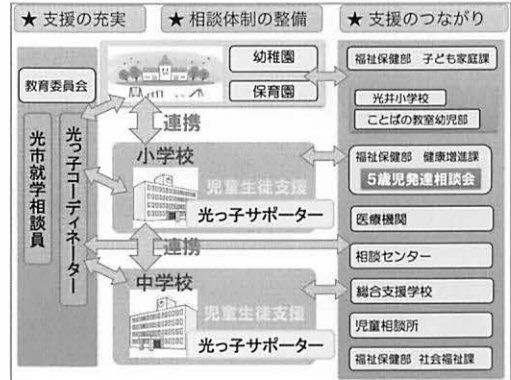 ★ 支援の充実
★ 相談体制の整備
★ 支援のつながり
教育委員会
光市就学相談員
光っ子コーディネーター
幼稚園
保育園
連携
小学校
児童生徒支援
光っ子サポーター
連携
中学校
児童生徒支援
光っ子サポーター
福祉保健部 子ども家庭課
光井小学校
ことばの教室幼児部
福祉保健部 健康増進課
5歳児発達相談会
医療機関
相談センター
総合支援学校
児童相談所
福祉保健部 社会福祉課